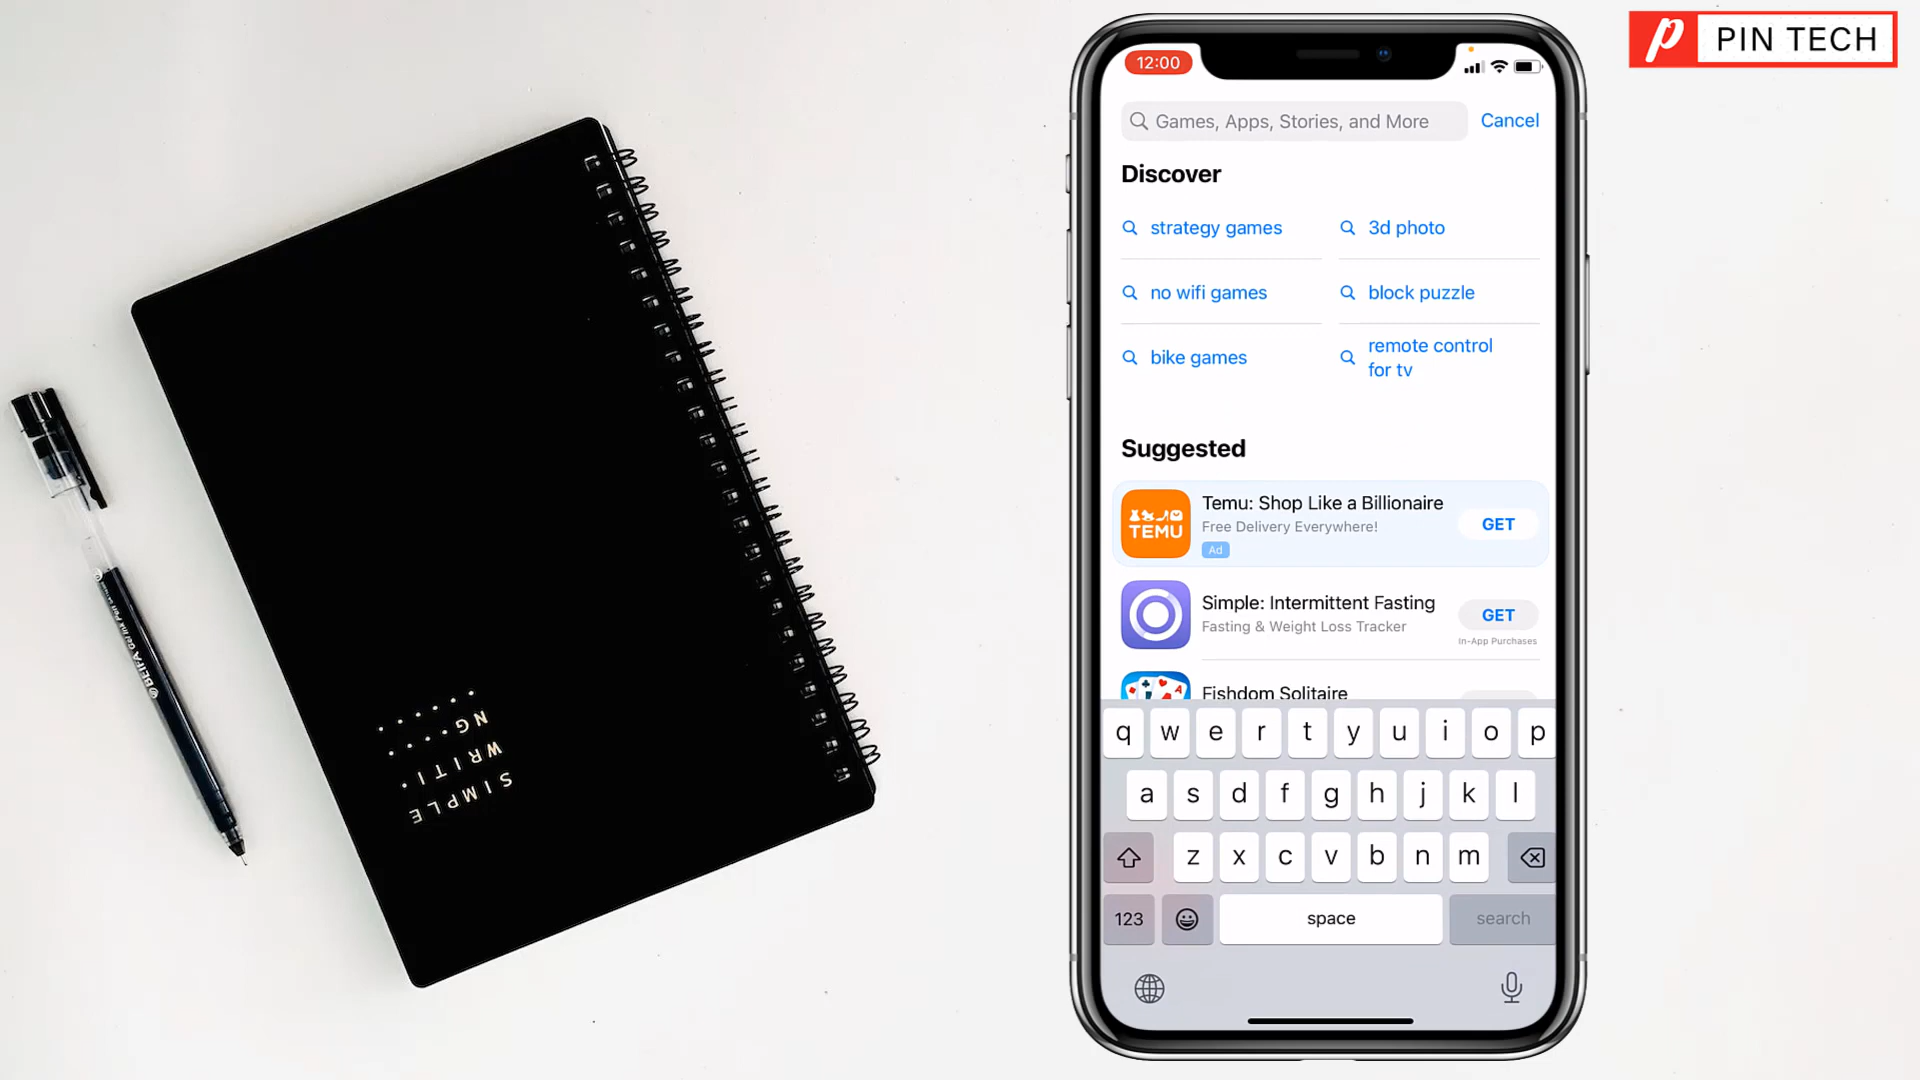 PIN TECH
12:00
Games, Apps, Stories, and More
Cancel
Discover
strategy games
3d photo
no wifi games
block puzzle
bike games
remote control
for tv
Suggested
TEMU
Temu: Shop Like a Billionaire
Free Delivery Everywhere!
Ad
GET
Simple: Intermittent Fasting
Fasting & Weight Loss Tracker
GET
In-App Purchases
Fishdom Solitaire
q w e r t y u i o p
a s d f g h j k l
z x c v b n m
123
space
search
SIMPLE
WRITI
NG